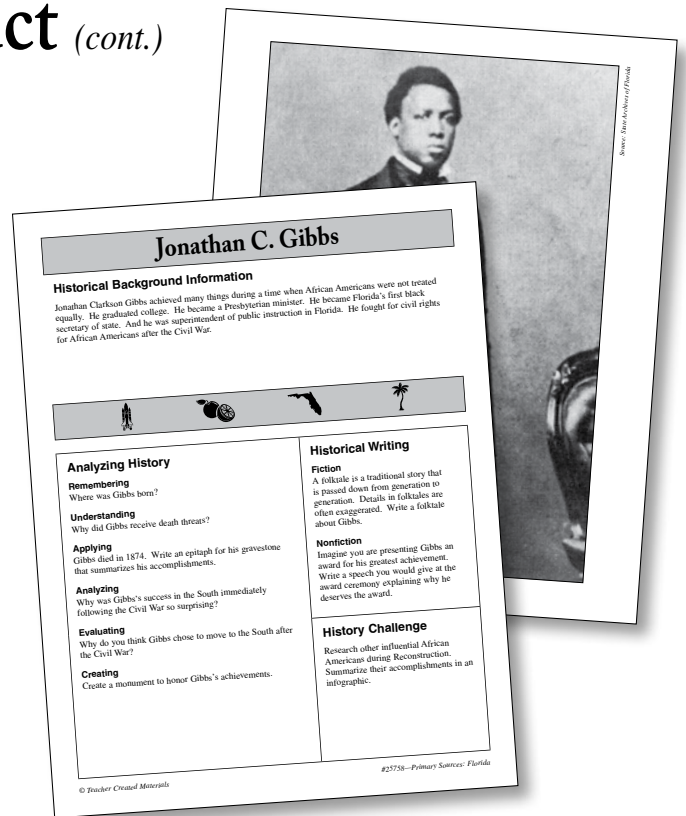 act (cont.)
Source: State Archives of Florida
Jonathan C. Gibbs
Historical Background Information
Jonathan Clarkson Gibbs achieved many things during a time when African Americans were not treated
equally. He graduated college. He became a Presbyterian minister. He became Florida's first black
secretary of state. And he was superintendent of public instruction in Florida. He fought for civil rights
for African Americans after the Civil War.
Analyzing History
Remembering
Where was Gibbs born?
Understanding
Why did Gibbs receive death threats?
Applying
Gibbs died in 1874. Write an epitaph for his gravestone
that summarizes his accomplishments.
Analyzing
Why was Gibbs's success in the South immediately
following the Civil War so surprising?
Evaluating
Why do you think Gibbs chose to move to the South after
the Civil War?
Creating
Create a monument to honor Gibbs's achievements.
Historical Writing
Fiction
A folktale is a traditional story that
is passed down from generation to
generation. Details in folktales are
often exaggerated. Write a folktale
about Gibbs.
Nonfiction
Imagine you are presenting Gibbs an
award for his greatest achievement.
Write a speech you would give at the
award ceremony explaining why he
deserves the award.
History Challenge
Research other influential African
Americans during Reconstruction.
Summarize their accomplishments in an
infographic.
© Teacher Created Materials
#25758—Primary Sources: Florida